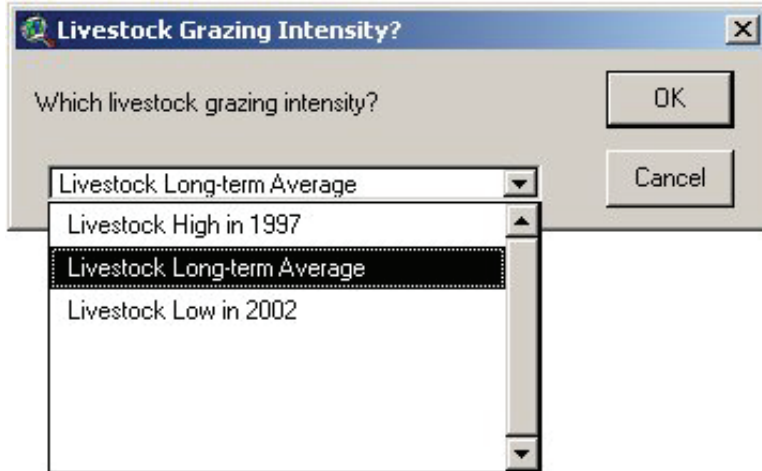 Livestock Grazing Intensity?
Which livestock grazing intensity?
OK
Cancel
Livestock Long-term Average
Livestock High in 1997
Livestock Long-term Average
Livestock Low in 2002